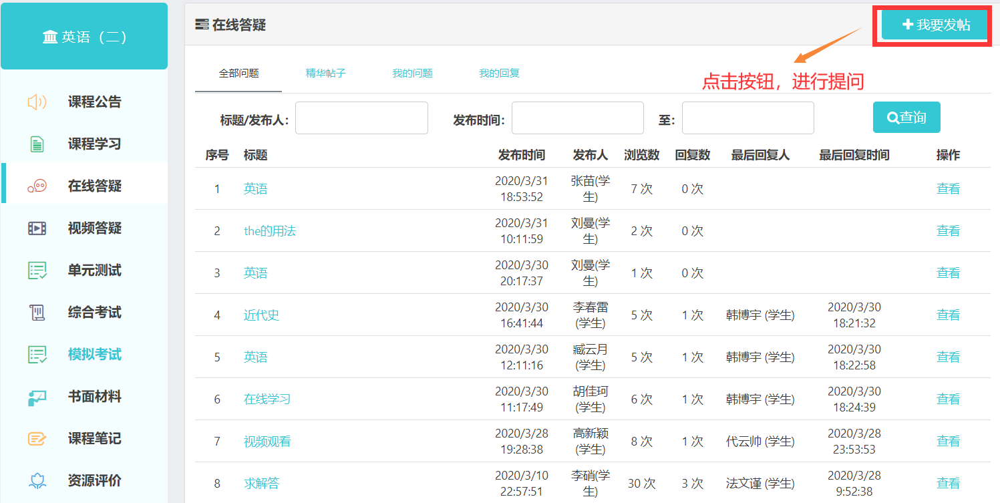 英语（二）
课程公告
课程学习
在线答疑
视频答疑
单元测试
综合考试
模拟考试
书面材料
课程笔记
资源评价
在线答疑
我要发帖
全部问题 精华帖子 我的问题 我的回复
点击按钮，进行提问
标题/发布人： 发布时间： 至： 查询
序号 标题 发布时间 发布人 浏览数 回复数 最后回复人 最后回复时间 操作
1 英语 2020/3/31 18:53:52 张苗(学生) 7 次 0 次 查看
2 the的用法 2020/3/31 10:11:59 刘曼(学生) 2 次 0 次 查看
3 英语 2020/3/30 20:17:37 刘曼(学生) 1 次 0 次 查看
4 近代史 2020/3/30 16:41:44 李春雷(学生) 5 次 1 次 韩博宇 (学生) 2020/3/30 18:21:32 查看
5 英语 2020/3/30 12:11:16 臧云月(学生) 5 次 1 次 韩博宇 (学生) 2020/3/30 18:22:58 查看
6 在线学习 2020/3/30 11:17:49 胡佳珂(学生) 6 次 1 次 韩博宇 (学生) 2020/3/30 18:24:39 查看
7 视频观看 2020/3/28 19:28:38 高新颖(学生) 8 次 1 次 代云帅 (学生) 2020/3/28 23:53:53 查看
8 求解答 2020/3/10 22:57:51 李硝(学生) 30 次 3 次 法文谨 (学生) 2020/3/28 9:52:38 查看